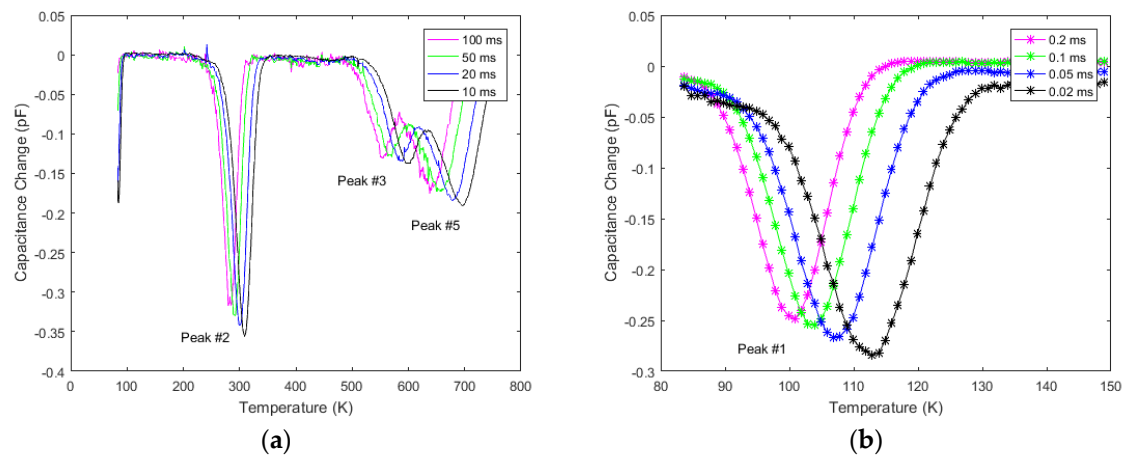 0.05
0
-0.05
-0.1
-0.15
-0.2
-0.25
-0.3
-0.35
-0.4
Capacitance Change (pF)
100 ms
50 ms
20 ms
10 ms
Peak #3
Peak #5
Peak #2
0 100 200 300 400 500 600 700 800
Temperature (K)
(a)
0.05
0
-0.05
-0.1
-0.15
-0.2
-0.25
-0.3
Capacitance Change (pF)
0.2 ms
0.1 ms
0.05 ms
0.02 ms
Peak #1
80 90 100 110 120 130 140 150
Temperature (K)
(b)